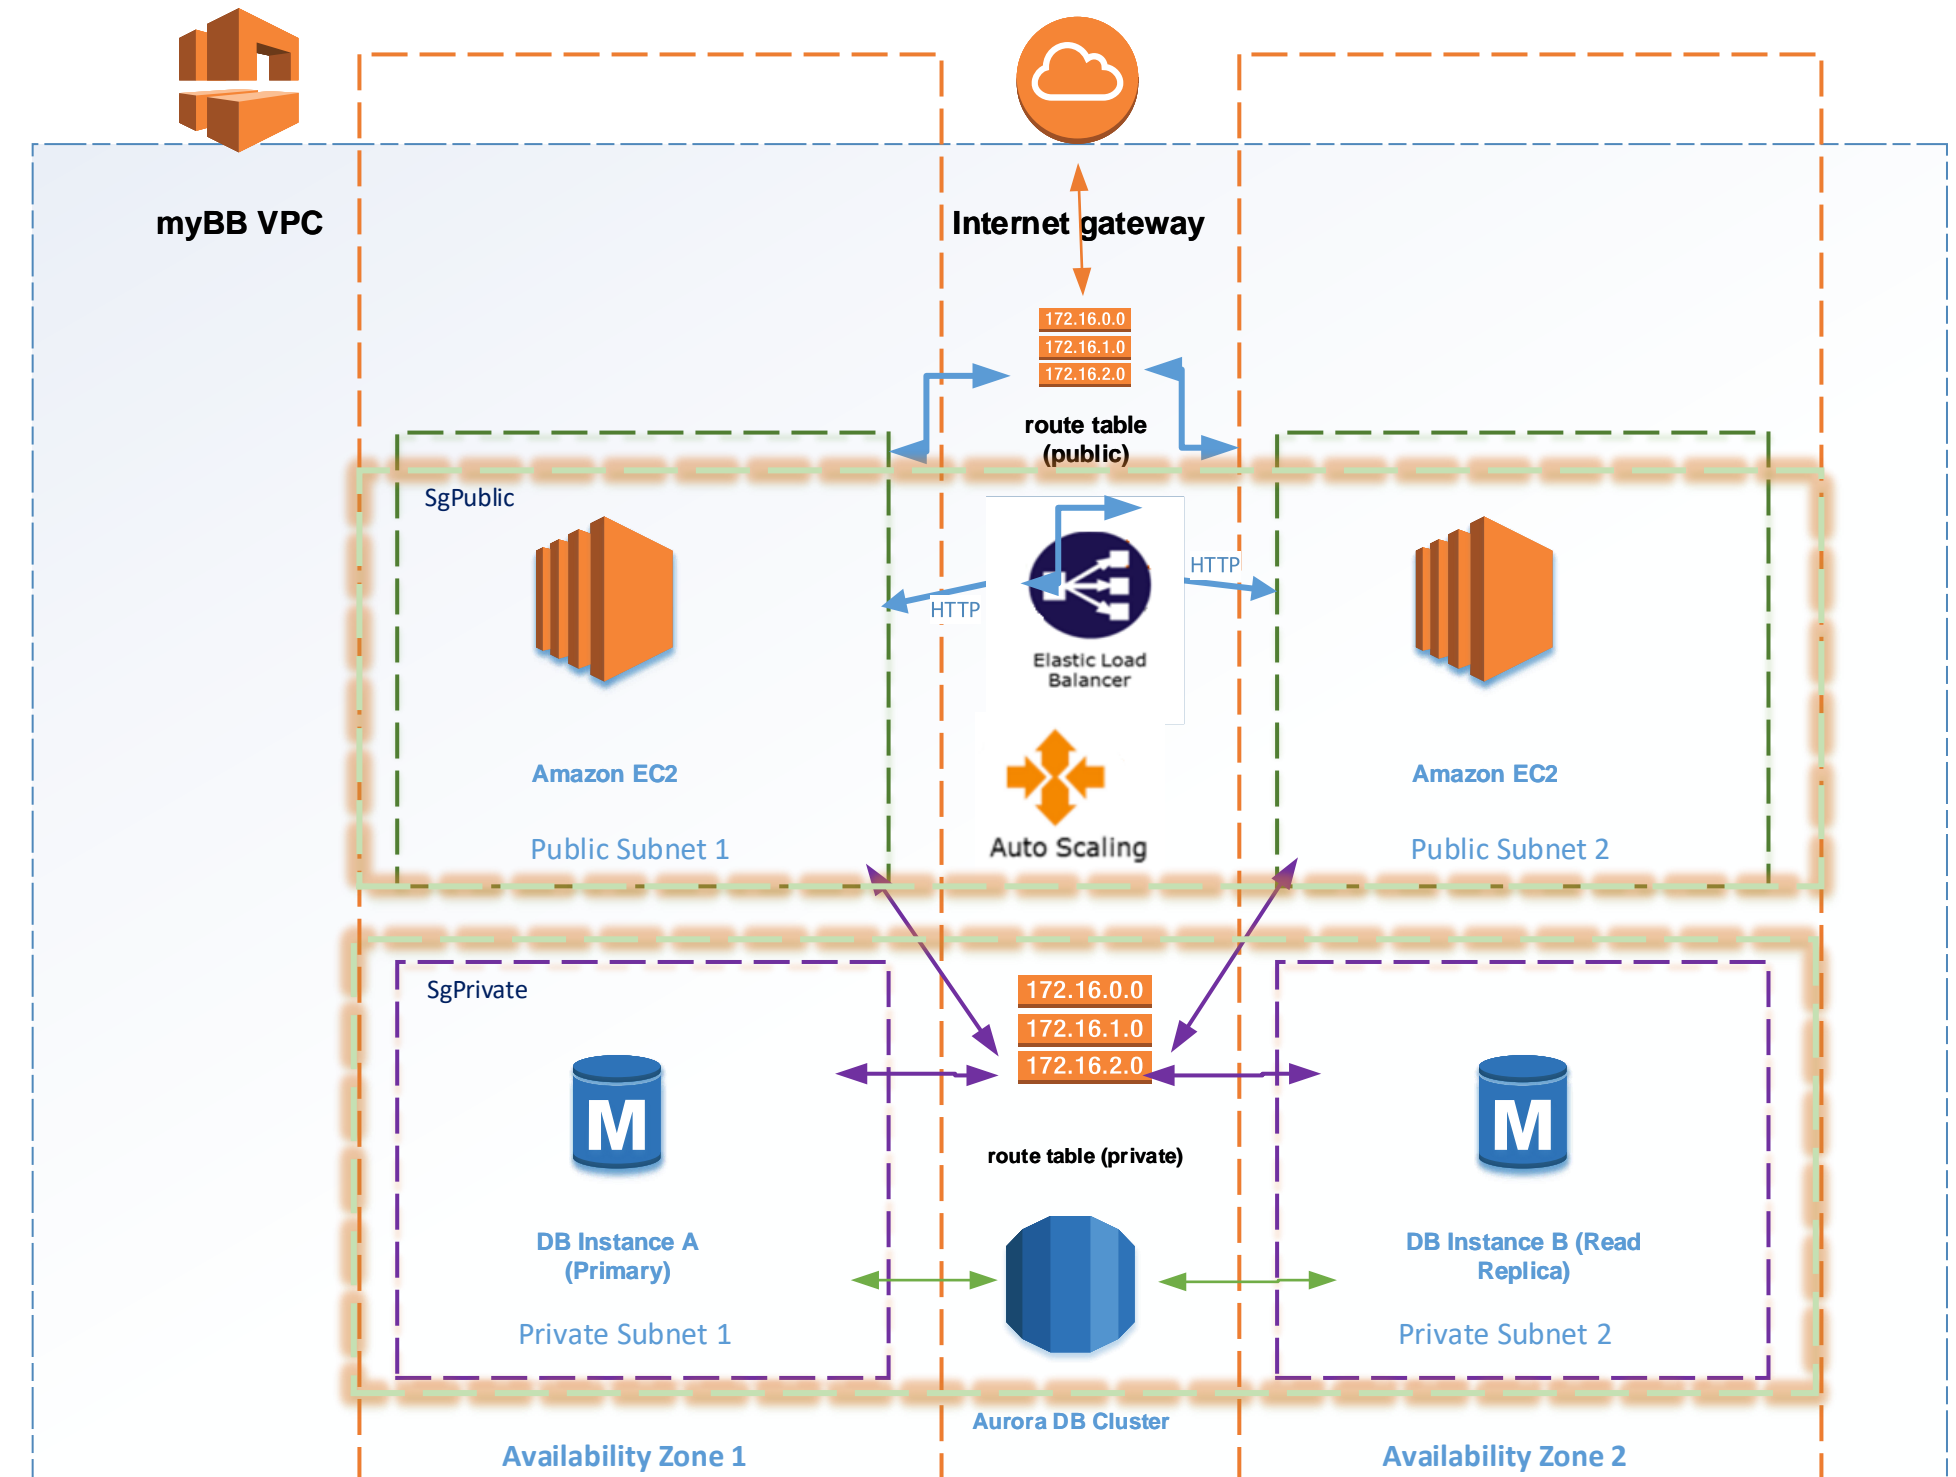 myBB VPC
Internet gateway
172.16.0.0
172.16.1.0
172.16.2.0
route table
(public)
SgPublic
HTTP
HTTP
Elastic Load
Balancer
Amazon EC2
Amazon EC2
Auto Scaling
Public Subnet 1
Public Subnet 2
SgPrivate
172.16.0.0
172.16.1.0
172.16.2.0
M
M
route table (private)
DB Instance A
(Primary)
DB Instance B (Read
Replica)
Private Subnet 1
Private Subnet 2
Aurora DB Cluster
Availability Zone 1
Availability Zone 2